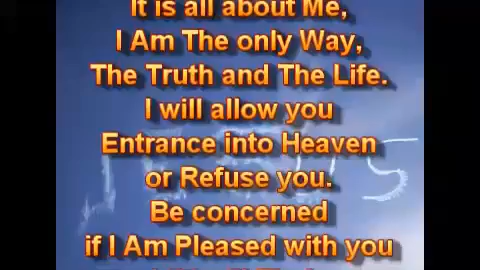 It is all about Me,
I Am The only Way,
The Truth and The Life.
I will allow you
Entrance into Heaven
or Refuse you.
Be concerned
if I Am Pleased with you